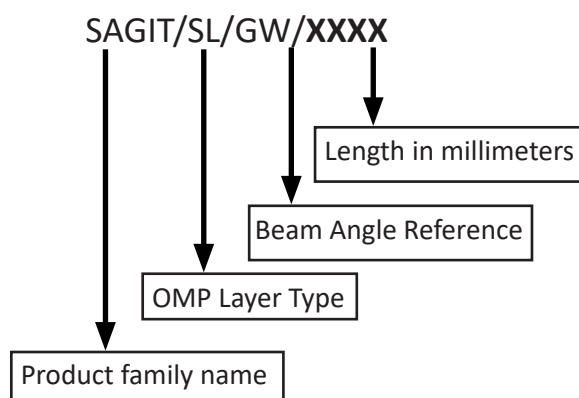 SAGIT/SL/GW/XXXX
Length in millimeters
Beam Angle Reference
OMP Layer Type
Product family name